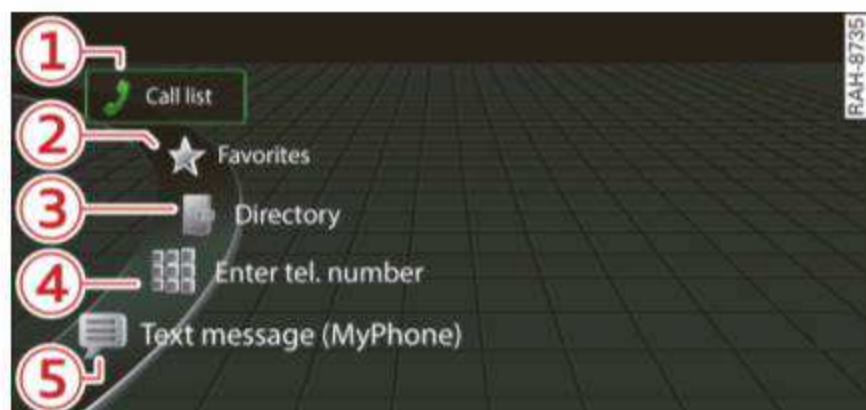 1
Call list
2
Favorites
3
Directory
4
Enter tel. number
5
Text message (MyPhone)
RAH-8735